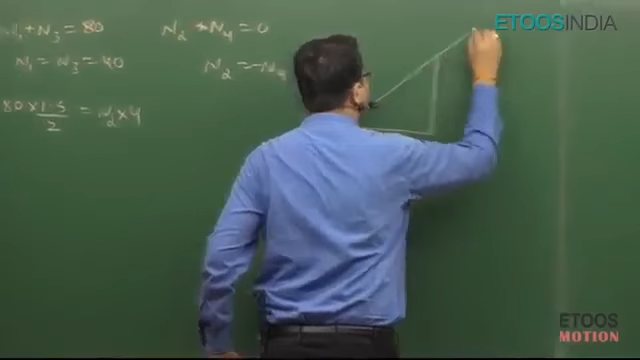 N₁ + N₃ = 80
N₂ + N₄ = 0
N₁ = N₃ = 40
N₂ = -N₄
80 × 1.5 / 2 = N₂ × 4
ETOOSINDIA
ETOOS
MOTION